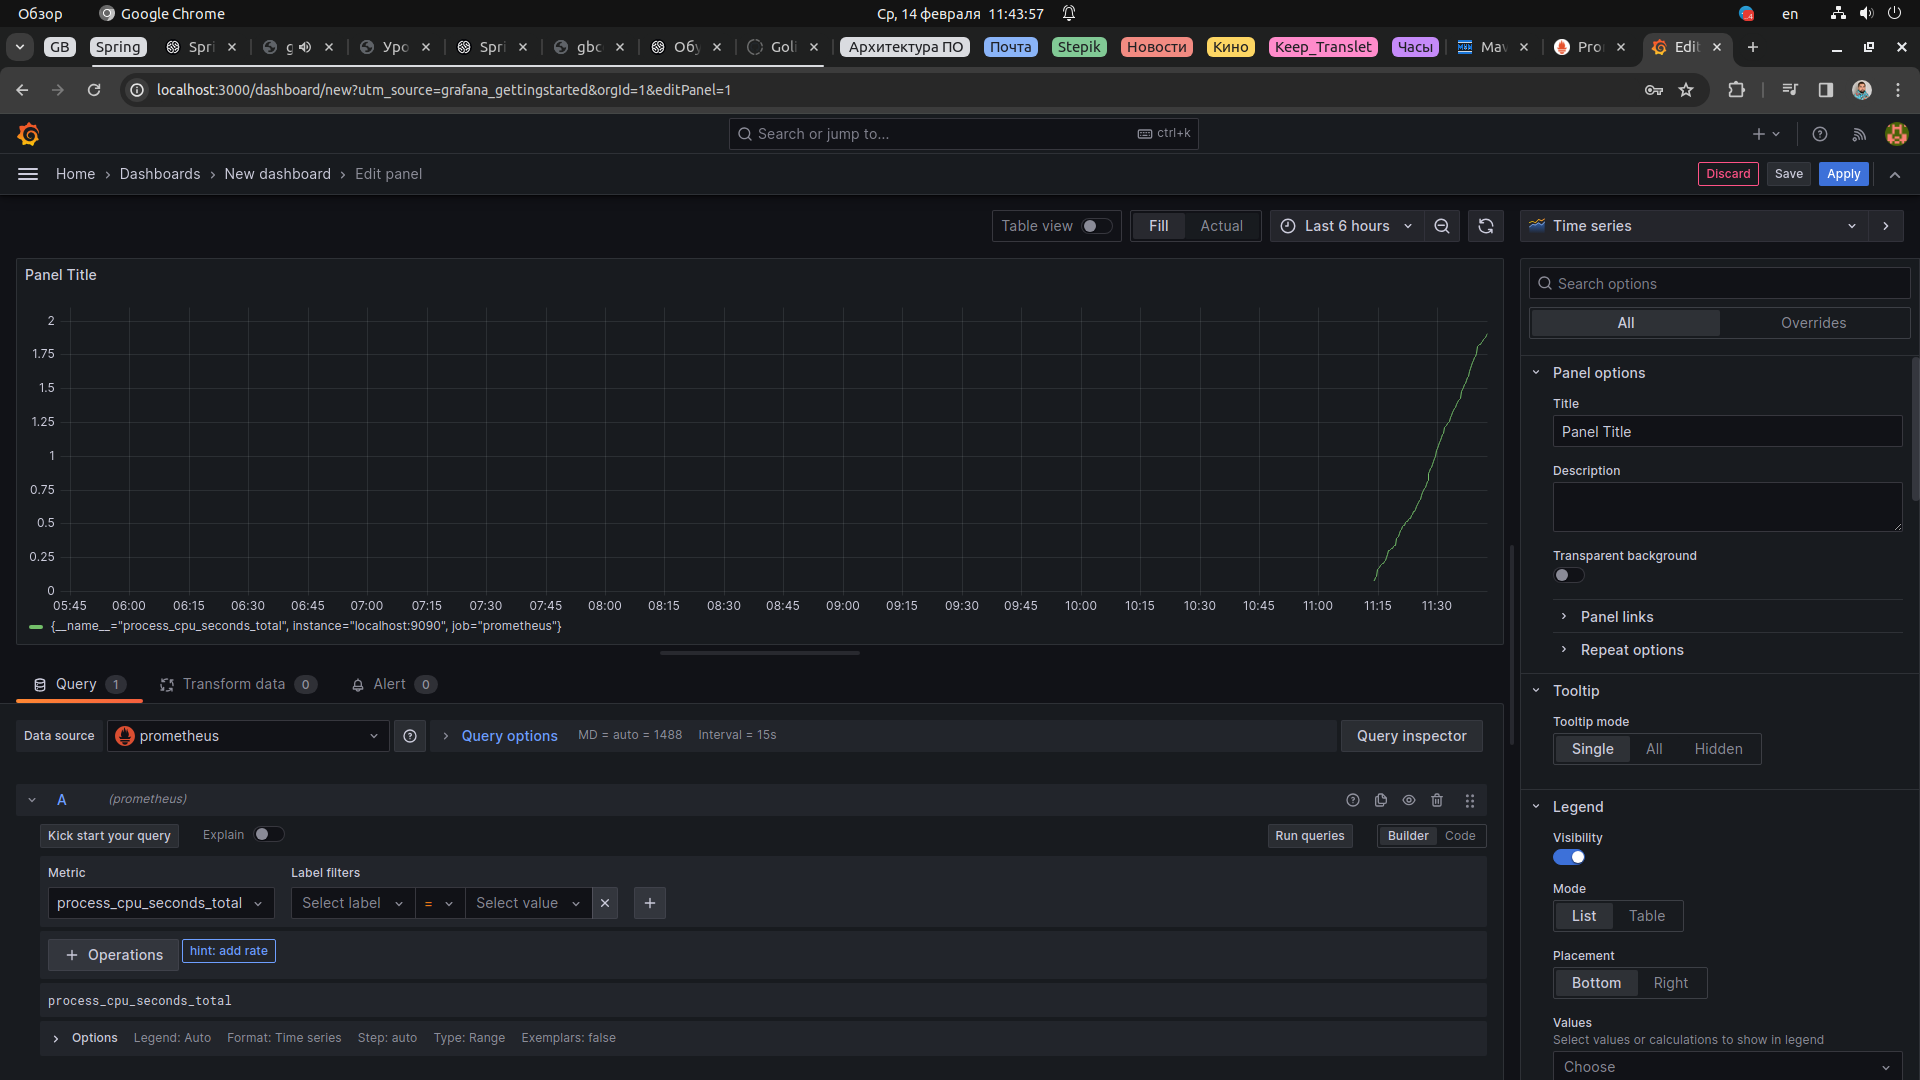 Обзор
Google Chrome
Ср, 14 февраля 11:43:57
en
GB
Spring
Spri
g
Уро
Spri
gbc
Обу
Goli
Архитектура ПО
Почта
Stepik
Новости
Кино
Keep_Translet
Часы
Mav
Pro
Edit
localhost:3000/dashboard/new?utm_source=grafana_gettingstarted&orgId=1&editPanel=1
Search or jump to...
ctrl+k
Home › Dashboards › New dashboard › Edit panel
Discard
Save
Apply
Table view
Fill
Actual
Last 6 hours
Time series
Panel Title
2
1.75
1.5
1.25
1
0.75
0.5
0.25
0
05:45 06:00 06:15 06:30 06:45 07:00 07:15 07:30 07:45 08:00 08:15 08:30 08:45 09:00 09:15 09:30 09:45 10:00 10:15 10:30 10:45 11:00 11:15 11:30
{__name__="process_cpu_seconds_total", instance="localhost:9090", job="prometheus"}
Query 1
Transform data 0
Alert 0
Data source
prometheus
Query options
MD = auto = 1488
Interval = 15s
Query inspector
A
(prometheus)
Kick start your query
Explain
Run queries
Builder
Code
Metric
Label filters
process_cpu_seconds_total
Select label
=
Select value
+ Operations
hint: add rate
process_cpu_seconds_total
Options
Legend: Auto
Format: Time series
Step: auto
Type: Range
Exemplars: false
Search options
All
Overrides
Panel options
Title
Panel Title
Description
Transparent background
Panel links
Repeat options
Tooltip
Tooltip mode
Single
All
Hidden
Legend
Visibility
Mode
List
Table
Placement
Bottom
Right
Values
Select values or calculations to show in legend
Choose